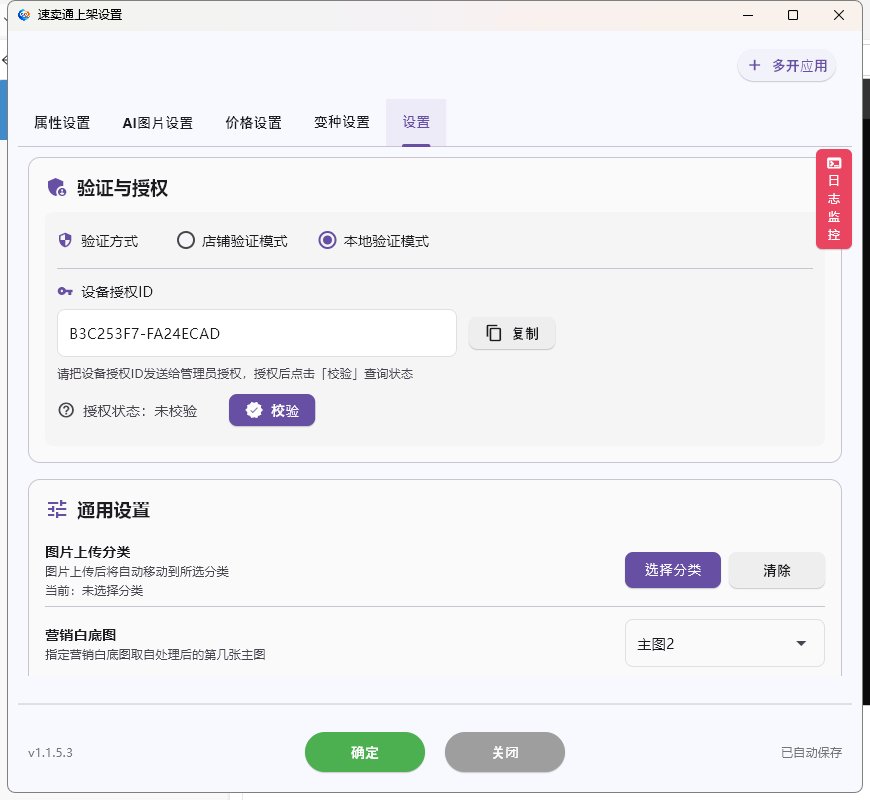 速卖通上架设置
多开应用
属性设置 AI图片设置 价格设置 变种设置 设置
日志监控
验证与授权
验证方式 店铺验证模式 本地验证模式
设备授权ID
B3C253F7-FA24ECAD 复制
请把设备授权ID发送给管理员授权，授权后点击「校验」查询状态
授权状态：未校验 校验
通用设置
图片上传分类
图片上传后将自动移动到所选分类
当前：未选择分类
选择分类 清除
营销白底图
指定营销白底图取自处理后的第几张主图
主图2
v1.1.5.3 确定 关闭 已自动保存